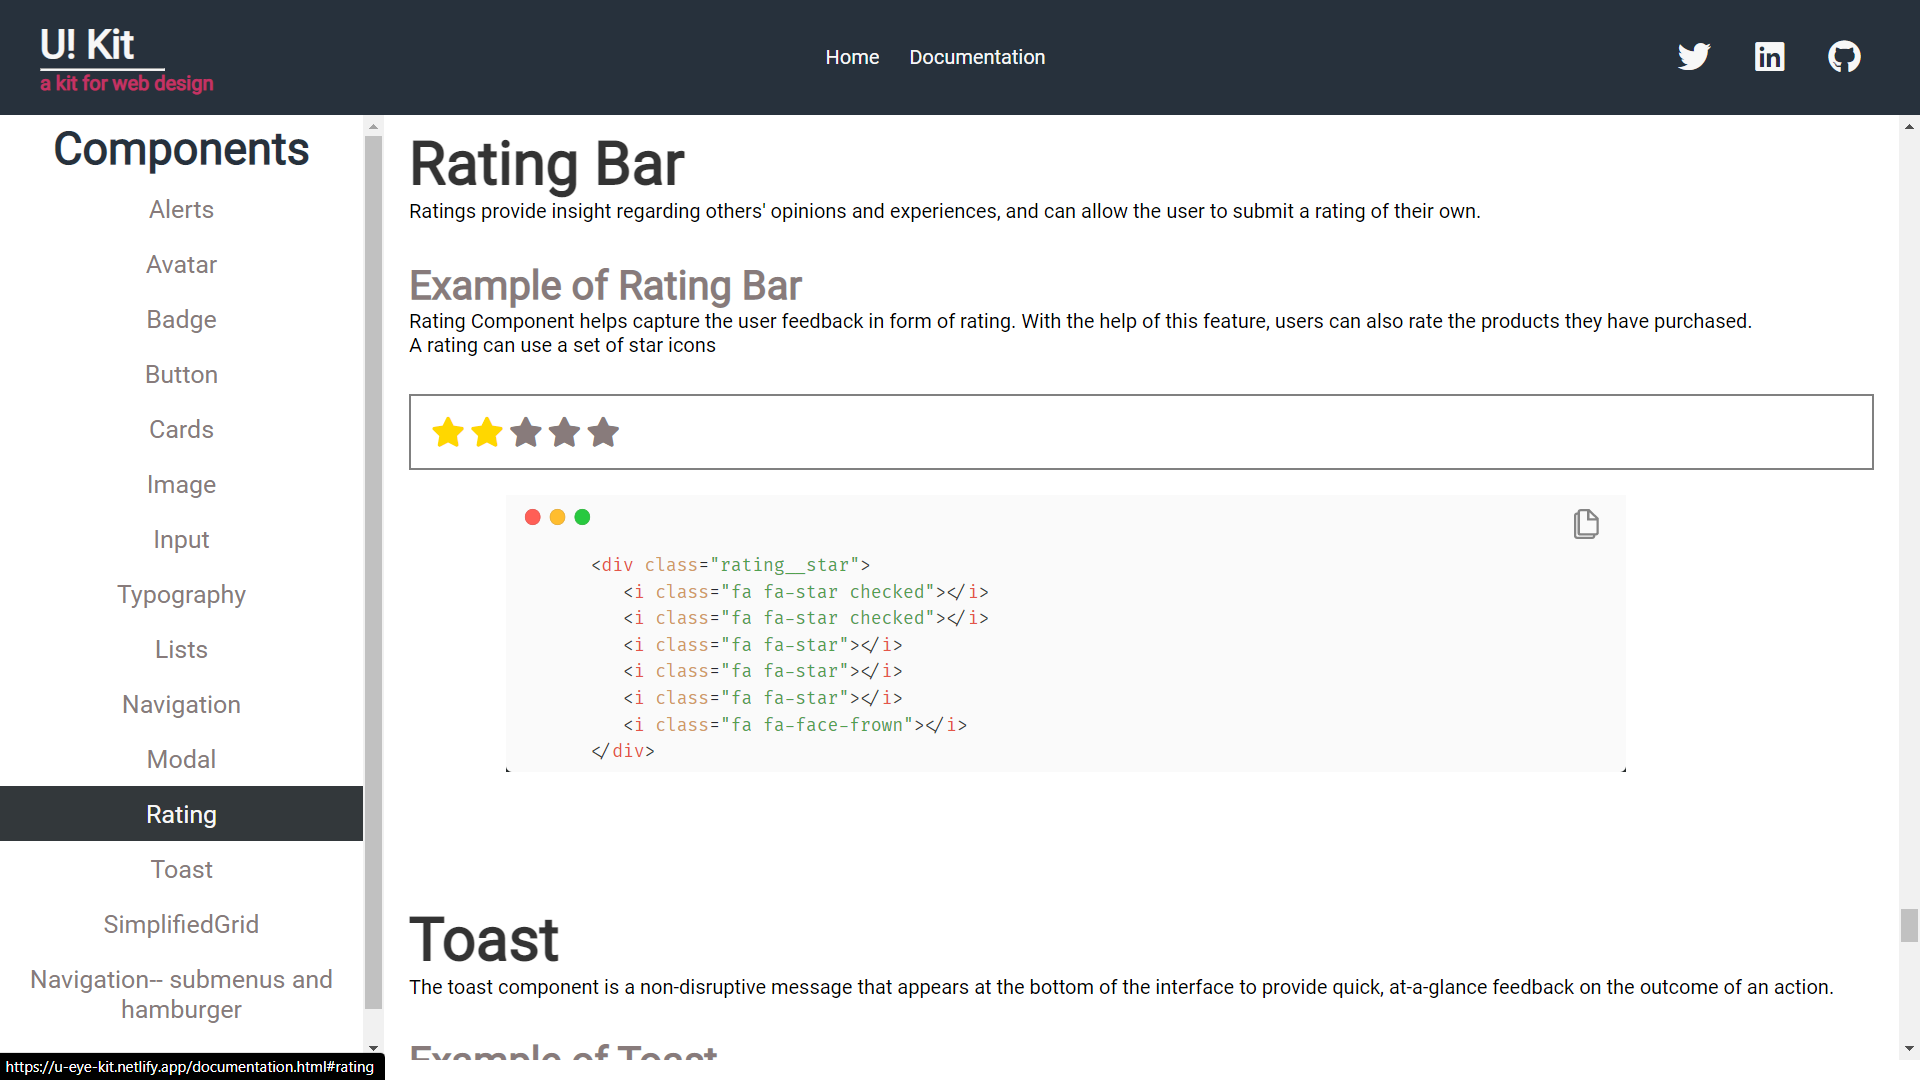 U! Kit
a kit for web design
Home
Documentation
Components
Alerts
Avatar
Badge
Button
Cards
Image
Input
Typography
Lists
Navigation
Modal
Rating
Toast
SimplifiedGrid
Navigation-- submenus and
hamburger
Rating Bar
Ratings provide insight regarding others' opinions and experiences, and can allow the user to submit a rating of their own.
Example of Rating Bar
Rating Component helps capture the user feedback in form of rating. With the help of this feature, users can also rate the products they have purchased.
A rating can use a set of star icons
<div class="rating__star">
<i class="fa fa-star checked"></i>
<i class="fa fa-star checked"></i>
<i class="fa fa-star"></i>
<i class="fa fa-star"></i>
<i class="fa fa-star"></i>
<i class="fa fa-face-frown"></i>
</div>
Toast
The toast component is a non-disruptive message that appears at the bottom of the interface to provide quick, at-a-glance feedback on the outcome of an action.
Example of Toast
https://u-eye-kit.netlify.app/documentation.html#rating